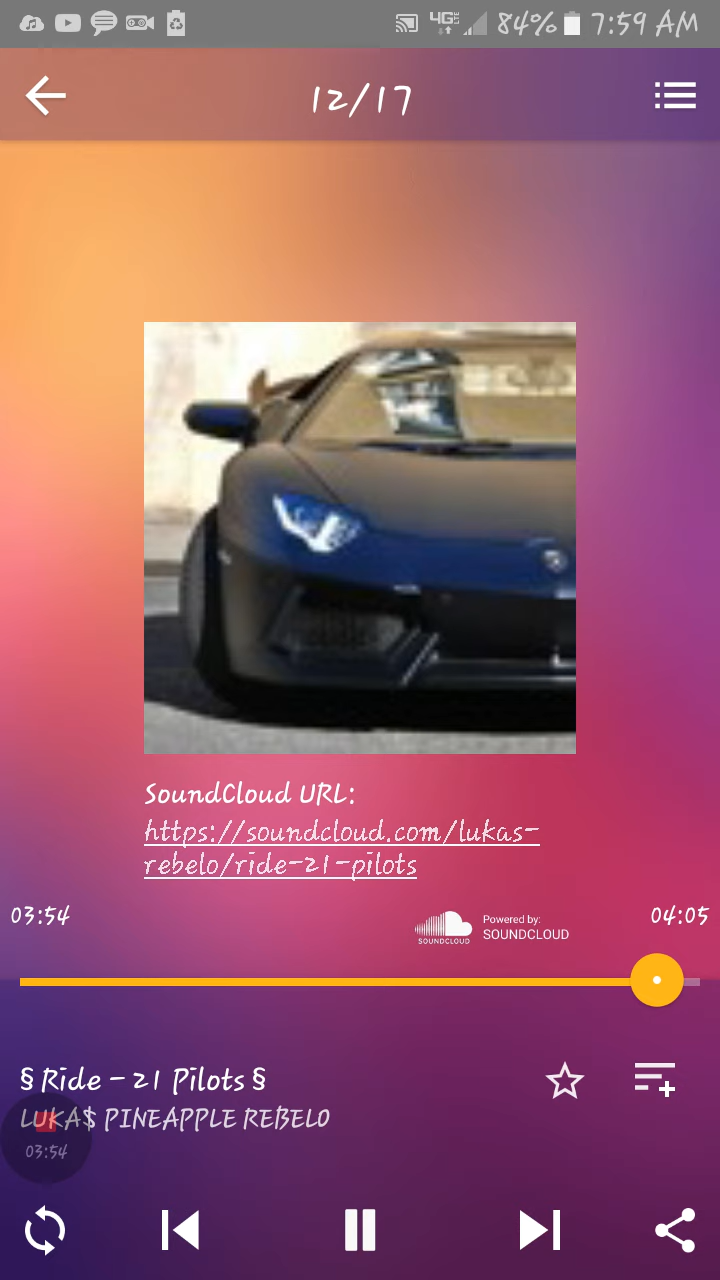 4G LTE 84% 7:59 AM
12/17
SoundCloud URL:
https://soundcloud.com/lukas-
rebelo/ride-21-pilots
03:54
04:05
SOUNDCLOUD
Powered by:
SOUNDCLOUD
§ Ride - 21 Pilots §
LUKA$ PINEAPPLE REBELO
03:54